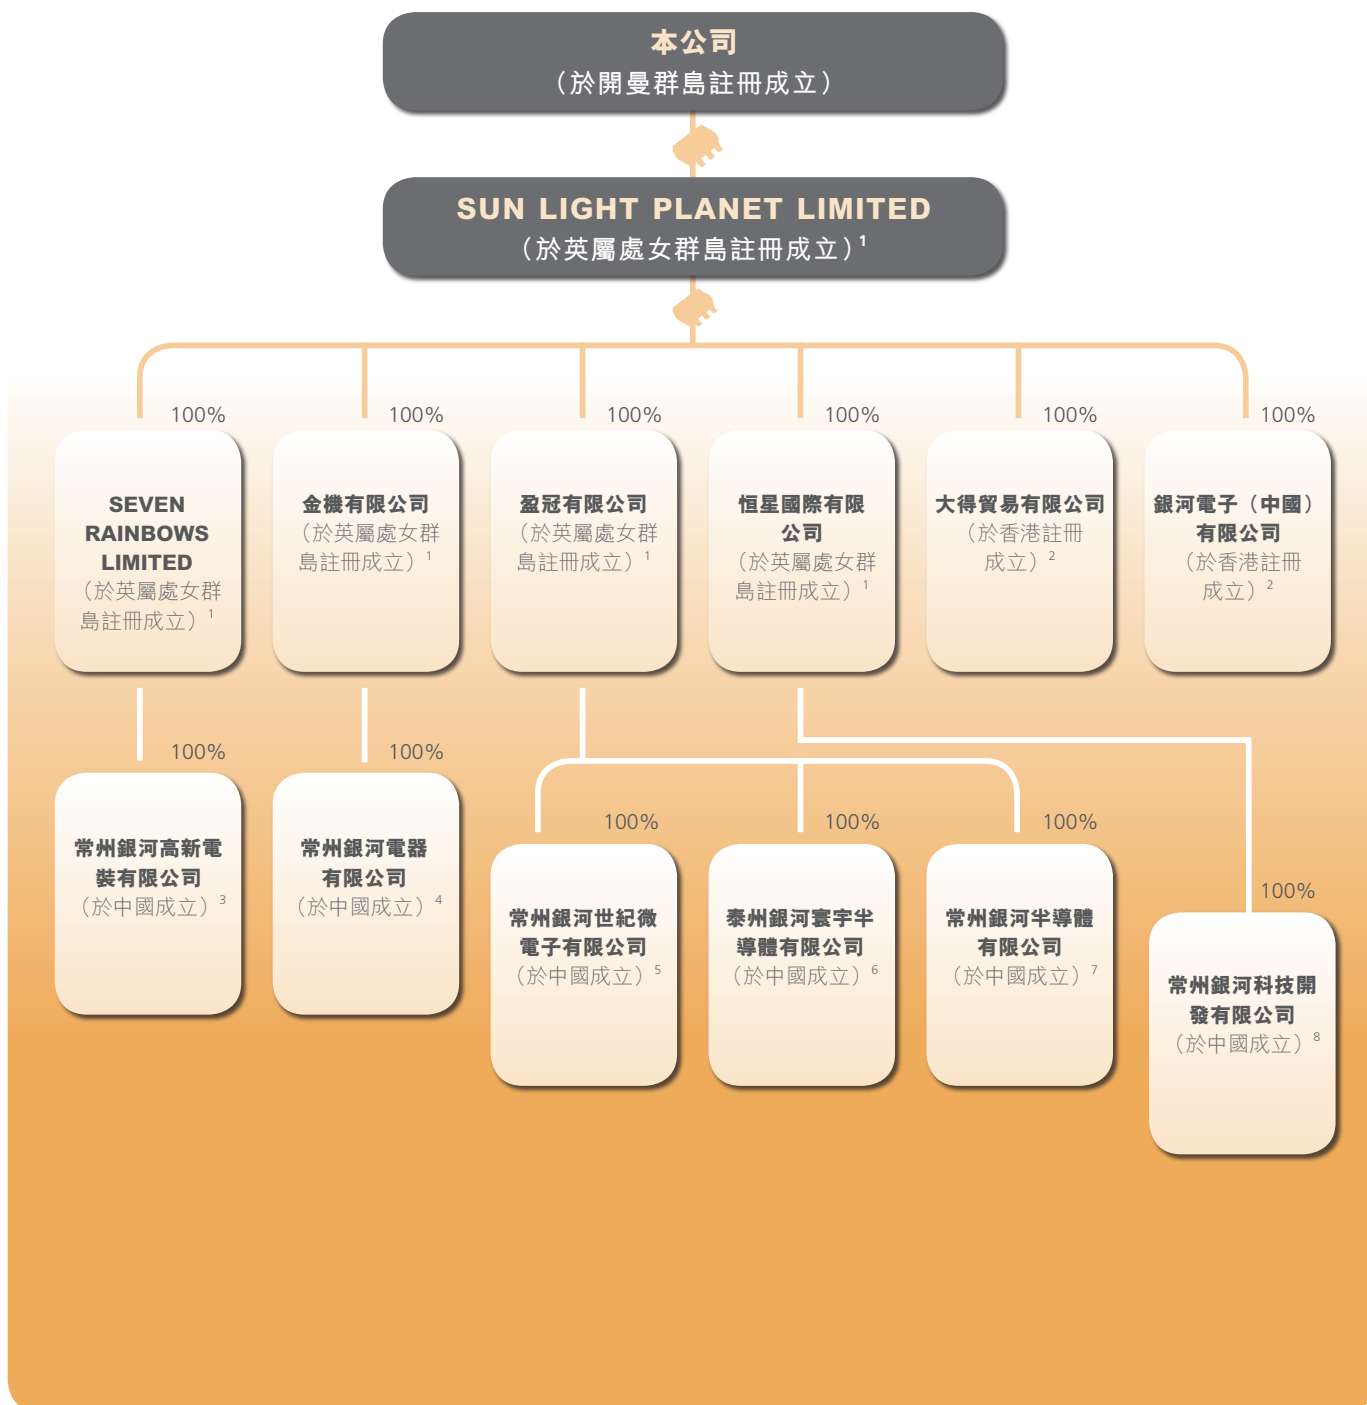 本公司
（於開曼群島註冊成立）
SUN LIGHT PLANET LIMITED
（於英屬處女群島註冊成立）1
100%
100%
100%
100%
100%
100%
SEVEN
RAINBOWS
LIMITED
（於英屬處女群
島註冊成立）1
金機有限公司
（於英屬處女群
島註冊成立）1
盈冠有限公司
（於英屬處女群
島註冊成立）1
恒星國際有限
公司
（於英屬處女群
島註冊成立）1
大得貿易有限公司
（於香港註冊
成立）2
銀河電子（中國）
有限公司
（於香港註冊
成立）2
100%
100%
常州銀河高新電
裝有限公司
（於中國成立）3
常州銀河電器
有限公司
（於中國成立）4
100%
100%
100%
常州銀河世紀微
電子有限公司
（於中國成立）5
泰州銀河寰宇半
導體有限公司
（於中國成立）6
常州銀河半導體
有限公司
（於中國成立）7
100%
常州銀河科技開
發有限公司
（於中國成立）8